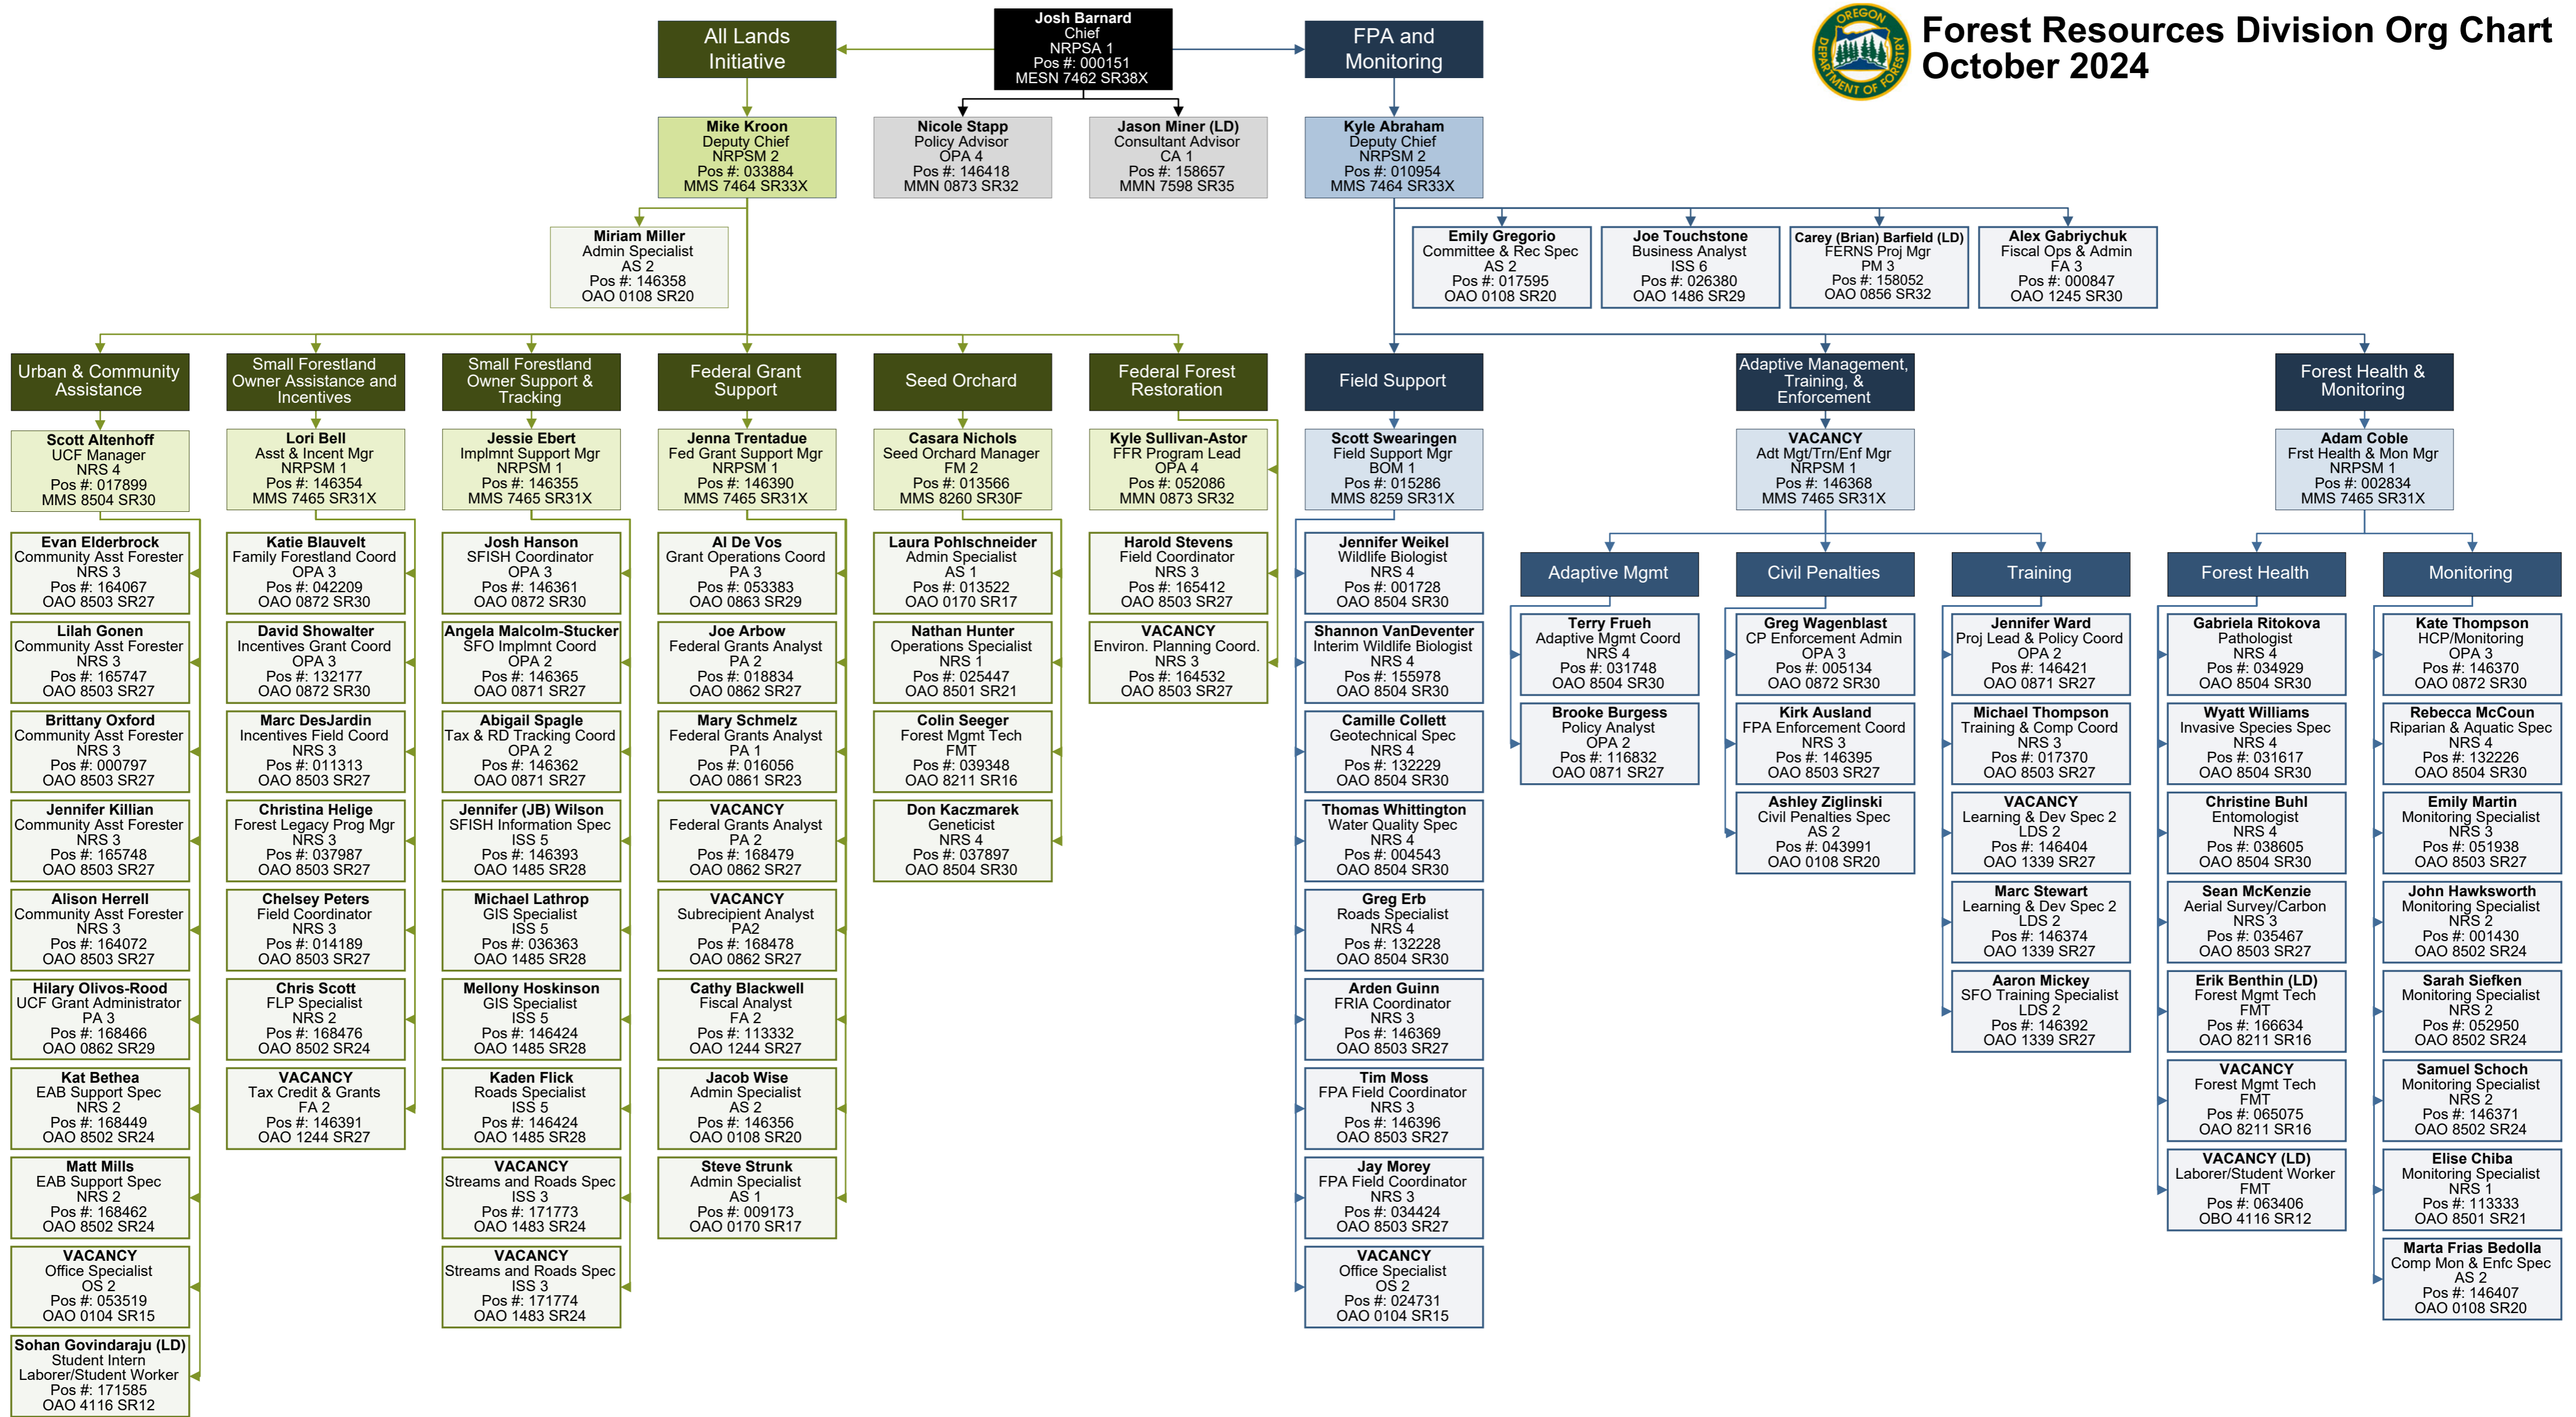 Forest Resources Division Org Chart
October 2024
OREGON
DEPARTMENT OF FORESTRY
Josh Barnard
Chief
NRPSA 1
Pos #: 000151
MESN 7462 SR38X
All Lands
Initiative
FPA and
Monitoring
Mike Kroon
Deputy Chief
NRPSM 2
Pos #: 033884
MMS 7464 SR33X
Nicole Stapp
Policy Advisor
OPA 4
Pos #: 146418
MMN 0873 SR32
Jason Miner (LD)
Consultant Advisor
CA 1
Pos #: 158657
MMN 7598 SR35
Kyle Abraham
Deputy Chief
NRPSM 2
Pos #: 010954
MMS 7464 SR33X
Miriam Miller
Admin Specialist
AS 2
Pos #: 146358
OAO 0108 SR20
Emily Gregorio
Committee & Rec Spec
AS 2
Pos #: 017595
OAO 0108 SR20
Joe Touchstone
Business Analyst
ISS 6
Pos #: 026380
OAO 1486 SR29
Carey (Brian) Barfield (LD)
FERNS Proj Mgr
PM 3
Pos #: 158052
OAO 0856 SR32
Alex Gabriychuk
Fiscal Ops & Admin
FA 3
Pos #: 000847
OAO 1245 SR30
Urban & Community
Assistance
Scott Altenhoff
UCF Manager
NRS 4
Pos #: 017899
MMS 8504 SR30
Evan Elderbrock
Community Asst Forester
NRS 3
Pos #: 164067
OAO 8503 SR27
Lilah Gonen
Community Asst Forester
NRS 3
Pos #: 165747
OAO 8503 SR27
Brittany Oxford
Community Asst Forester
NRS 3
Pos #: 000797
OAO 8503 SR27
Jennifer Killian
Community Asst Forester
NRS 3
Pos #: 165748
OAO 8503 SR27
Alison Herrell
Community Asst Forester
NRS 3
Pos #: 164072
OAO 8503 SR27
Hilary Olivos-Rood
UCF Grant Administrator
PA 3
Pos #: 168466
OAO 0862 SR29
Kat Bethea
EAB Support Spec
NRS 2
Pos #: 168449
OAO 8502 SR24
Matt Mills
EAB Support Spec
NRS 2
Pos #: 168462
OAO 8502 SR24
VACANCY
Office Specialist
OS 2
Pos #: 053519
OAO 0104 SR15
Sohan Govindaraju (LD)
Student Intern
Laborer/Student Worker
Pos #: 171585
OAO 4116 SR12
Small Forestland
Owner Assistance and
Incentives
Lori Bell
Asst & Incent Mgr
NRPSM 1
Pos #: 146354
MMS 7465 SR31X
Katie Blauvelt
Family Forestland Coord
OPA 3
Pos #: 042209
OAO 0872 SR30
David Showalter
Incentives Grant Coord
OPA 3
Pos #: 132177
OAO 0872 SR30
Marc DesJardin
Incentives Field Coord
NRS 3
Pos #: 011313
OAO 8503 SR27
Christina Helige
Forest Legacy Prog Mgr
NRS 3
Pos #: 037987
OAO 8503 SR27
Chelsey Peters
Field Coordinator
NRS 3
Pos #: 014189
OAO 8503 SR27
Chris Scott
FLP Specialist
NRS 2
Pos #: 168476
OAO 8502 SR24
VACANCY
Tax Credit & Grants
FA 2
Pos #: 146391
OAO 1244 SR27
Small Forestland
Owner Support &
Tracking
Jessie Ebert
Implmnt Support Mgr
NRPSM 1
Pos #: 146355
MMS 7465 SR31X
Josh Hanson
SFISH Coordinator
OPA 3
Pos #: 146361
OAO 0872 SR30
Angela Malcolm-Stucker
SFO Implmnt Coord
OPA 2
Pos #: 146365
OAO 0871 SR27
Abigail Spagle
Tax & RD Tracking Coord
OPA 2
Pos #: 146362
OAO 0871 SR27
Jennifer (JB) Wilson
SFISH Information Spec
ISS 5
Pos #: 146393
OAO 1485 SR28
Michael Lathrop
GIS Specialist
ISS 5
Pos #: 036363
OAO 1485 SR28
Mellony Hoskinson
GIS Specialist
ISS 5
Pos #: 146424
OAO 1485 SR28
Kaden Flick
Roads Specialist
ISS 5
Pos #: 146424
OAO 1485 SR28
VACANCY
Streams and Roads Spec
ISS 3
Pos #: 171773
OAO 1483 SR24
VACANCY
Streams and Roads Spec
ISS 3
Pos #: 171774
OAO 1483 SR24
Federal Grant
Support
Jenna Trentadue
Fed Grant Support Mgr
NRPSM 1
Pos #: 146390
MMS 7465 SR31X
Al De Vos
Grant Operations Coord
PA 3
Pos #: 053383
OAO 0863 SR29
Joe Arbow
Federal Grants Analyst
PA 2
Pos #: 018834
OAO 0862 SR27
Mary Schmelz
Federal Grants Analyst
PA 1
Pos #: 016056
OAO 0861 SR23
VACANCY
Federal Grants Analyst
PA 2
Pos #: 168479
OAO 0862 SR27
VACANCY
Subrecipient Analyst
PA2
Pos #: 168478
OAO 0862 SR27
Cathy Blackwell
Fiscal Analyst
FA 2
Pos #: 113332
OAO 1244 SR27
Jacob Wise
Admin Specialist
AS 2
Pos #: 146356
OAO 0108 SR20
Steve Strunk
Admin Specialist
AS 1
Pos #: 009173
OAO 0170 SR17
Seed Orchard
Casara Nichols
Seed Orchard Manager
FM 2
Pos #: 013566
MMS 8260 SR30F
Laura Pohlschneider
Admin Specialist
AS 1
Pos #: 013522
OAO 0170 SR17
Nathan Hunter
Operations Specialist
NRS 1
Pos #: 025447
OAO 8501 SR21
Colin Seeger
Forest Mgmt Tech
FMT
Pos #: 039348
OAO 8211 SR16
Don Kaczmarek
Geneticist
NRS 4
Pos #: 037897
OAO 8504 SR30
Federal Forest
Restoration
Kyle Sullivan-Astor
FFR Program Lead
OPA 4
Pos #: 052086
MMN 0873 SR32
Harold Stevens
Field Coordinator
NRS 3
Pos #: 165412
OAO 8503 SR27
VACANCY
Environ. Planning Coord.
NRS 3
Pos #: 164532
OAO 8503 SR27
Field Support
Scott Swearingen
Field Support Mgr
BOM 1
Pos #: 015286
MMS 8259 SR31X
Jennifer Weikel
Wildlife Biologist
NRS 4
Pos #: 001728
OAO 8504 SR30
Shannon VanDeventer
Interim Wildlife Biologist
NRS 4
Pos #: 155978
OAO 8504 SR30
Camille Collett
Geotechnical Spec
NRS 4
Pos #: 132229
OAO 8504 SR30
Thomas Whittington
Water Quality Spec
NRS 4
Pos #: 004543
OAO 8504 SR30
Greg Erb
Roads Specialist
NRS 4
Pos #: 132228
OAO 8504 SR30
Arden Guinn
FRIA Coordinator
NRS 3
Pos #: 146369
OAO 8503 SR27
Tim Moss
FPA Field Coordinator
NRS 3
Pos #: 146396
OAO 8503 SR27
Jay Morey
FPA Field Coordinator
NRS 3
Pos #: 034424
OAO 8503 SR27
VACANCY
Office Specialist
OS 2
Pos #: 024731
OAO 0104 SR15
Adaptive Management,
Training, &
Enforcement
VACANCY
Adt Mgt/Trn/Enf Mgr
NRPSM 1
Pos #: 146368
MMS 7465 SR31X
Adaptive Mgmt
Terry Frueh
Adaptive Mgmt Coord
NRS 4
Pos #: 031748
OAO 8504 SR30
Brooke Burgess
Policy Analyst
OPA 2
Pos #: 116832
OAO 0871 SR27
Civil Penalties
Greg Wagenblast
CP Enforcement Admin
OPA 3
Pos #: 005134
OAO 0872 SR30
Kirk Ausland
FPA Enforcement Coord
NRS 3
Pos #: 146395
OAO 8503 SR27
Ashley Ziglinski
Civil Penalties Spec
AS 2
Pos #: 043991
OAO 0108 SR20
Training
Jennifer Ward
Proj Lead & Policy Coord
OPA 2
Pos #: 146421
OAO 0871 SR27
Michael Thompson
Training & Comp Coord
NRS 3
Pos #: 017370
OAO 8503 SR27
VACANCY
Learning & Dev Spec 2
LDS 2
Pos #: 146404
OAO 1339 SR27
Marc Stewart
Learning & Dev Spec 2
LDS 2
Pos #: 146374
OAO 1339 SR27
Aaron Mickey
SFO Training Specialist
LDS 2
Pos #: 146392
OAO 1339 SR27
Forest Health &
Monitoring
Adam Coble
Frst Health & Mon Mgr
NRPSM 1
Pos #: 002834
MMS 7465 SR31X
Forest Health
Gabriela Ritokova
Pathologist
NRS 4
Pos #: 034929
OAO 8504 SR30
Wyatt Williams
Invasive Species Spec
NRS 4
Pos #: 031617
OAO 8504 SR30
Christine Buhl
Entomologist
NRS 4
Pos #: 038605
OAO 8504 SR30
Sean McKenzie
Aerial Survey/Carbon
NRS 3
Pos #: 035467
OAO 8503 SR27
Erik Benthin (LD)
Forest Mgmt Tech
FMT
Pos #: 166634
OAO 8211 SR16
VACANCY
Forest Mgmt Tech
FMT
Pos #: 065075
OAO 8211 SR16
VACANCY (LD)
Laborer/Student Worker
FMT
Pos #: 063406
OBO 4116 SR12
Monitoring
Kate Thompson
HCP/Monitoring
OPA 3
Pos #: 146370
OAO 0872 SR30
Rebecca McCoun
Riparian & Aquatic Spec
NRS 4
Pos #: 132226
OAO 8504 SR30
Emily Martin
Monitoring Specialist
NRS 3
Pos #: 051938
OAO 8503 SR27
John Hawksworth
Monitoring Specialist
NRS 2
Pos #: 001430
OAO 8502 SR24
Sarah Siefken
Monitoring Specialist
NRS 2
Pos #: 052950
OAO 8502 SR24
Samuel Schoch
Monitoring Specialist
NRS 2
Pos #: 146371
OAO 8502 SR24
Elise Chiba
Monitoring Specialist
NRS 1
Pos #: 113333
OAO 8501 SR21
Marta Frias Bedolla
Comp Mon & Enfc Spec
AS 2
Pos #: 146407
OAO 0108 SR20